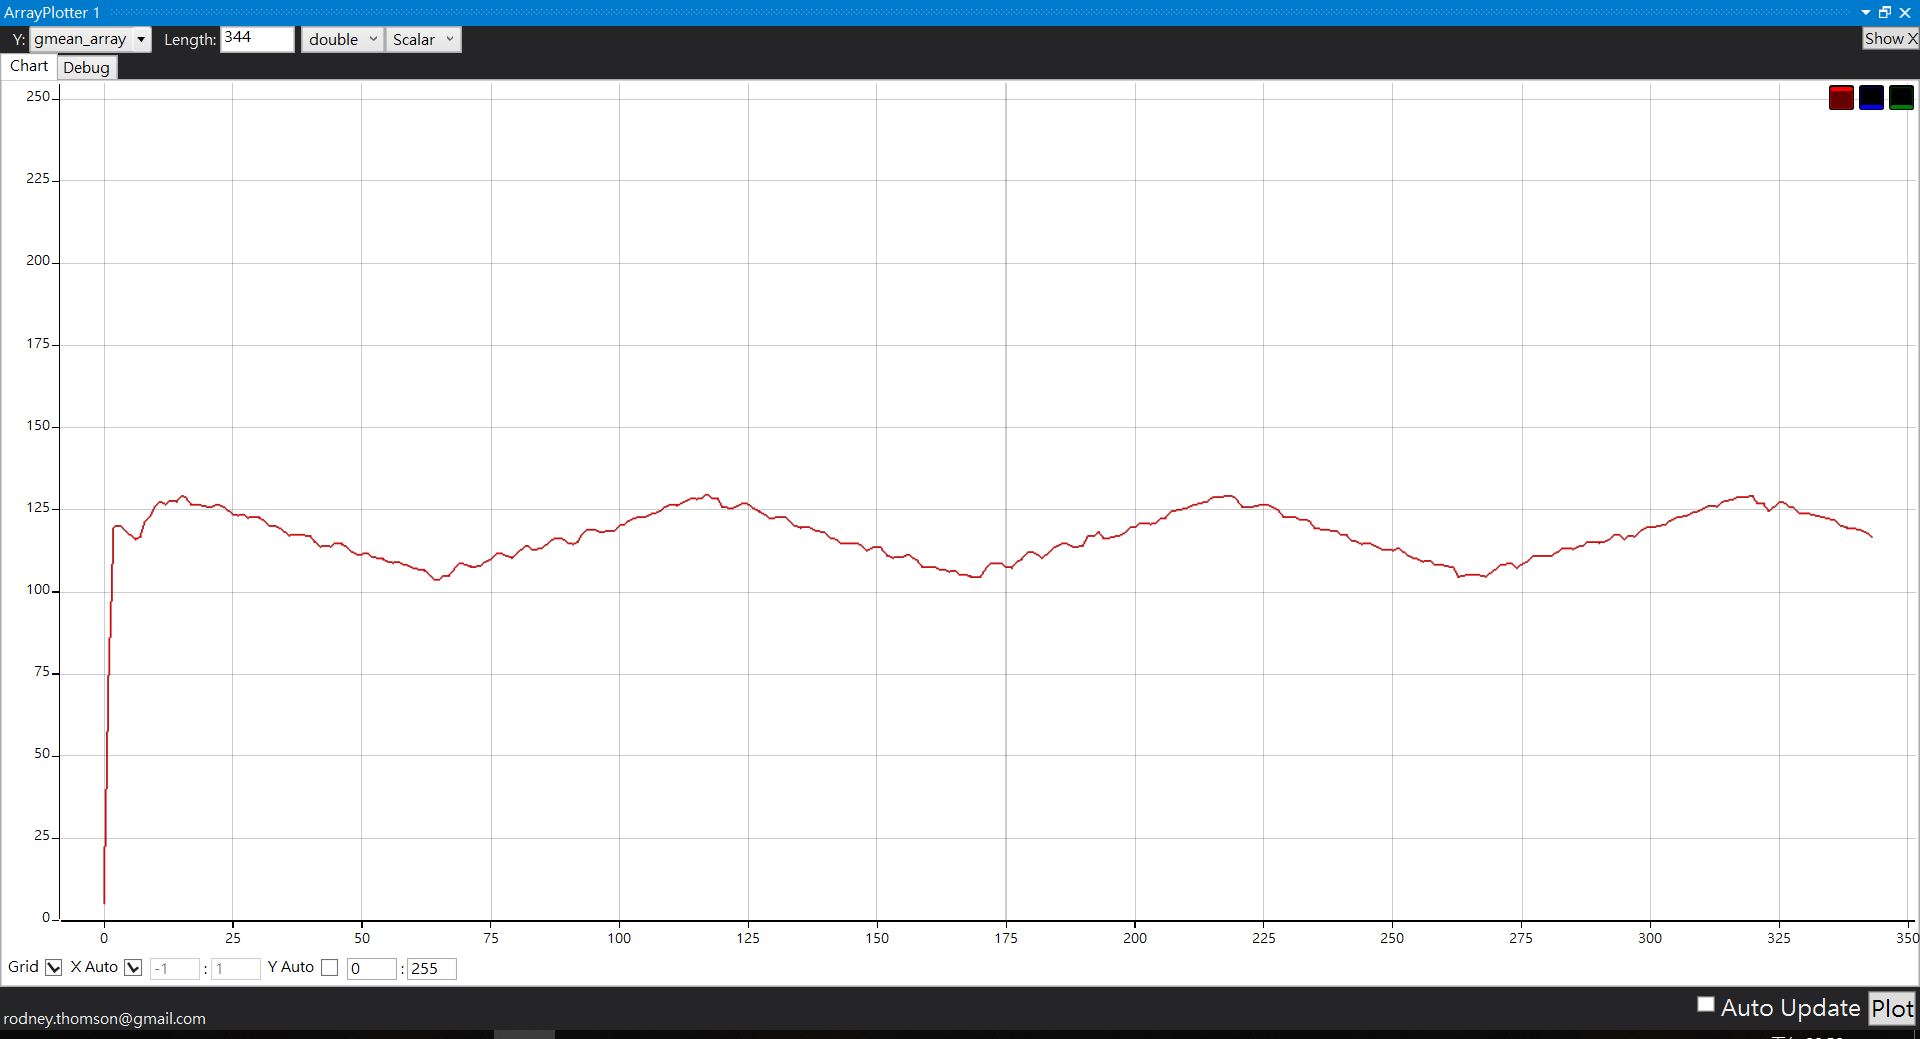 ArrayPlotter 1
Y: gmean_array Length: 344 double Scalar Show X
Chart Debug
250
225
200
175
150
125
100
75
50
25
0
0 25 50 75 100 125 150 175 200 225 250 275 300 325 350
Grid X Auto -1 : 1 Y Auto 0 : 255
Auto Update Plot
rodney.thomson@gmail.com